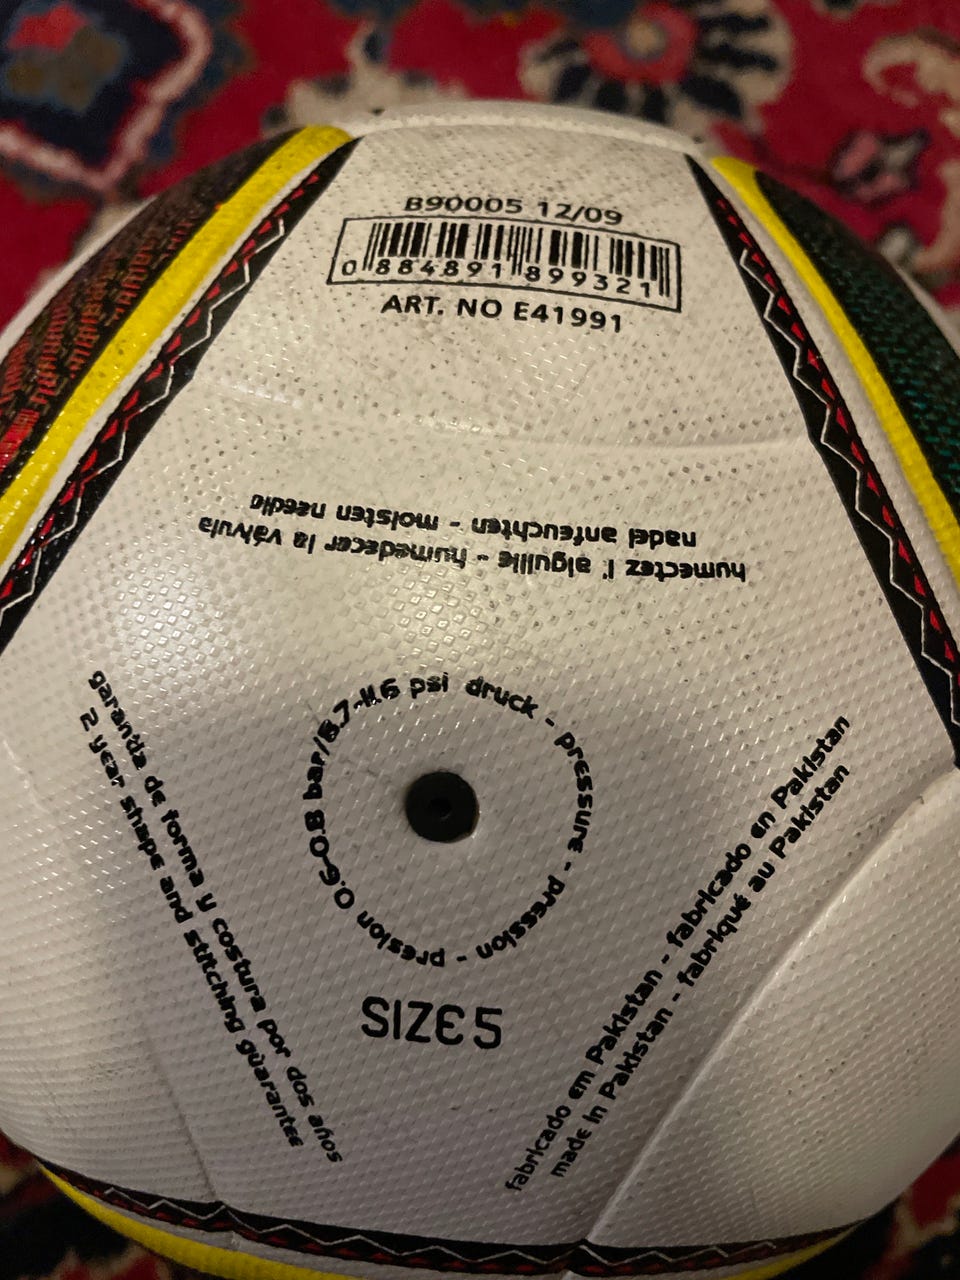 B90005 12/09
0 884891 899321
ART. NO E41991
humectez l' aiguille - humedecer la válvula
nadel anfeuchten - moisten needle
druck - pressure - pression - presion 0.6-0.8 bar/8.7-11.6 psi
garantía de forma y costura por dos años
2 year shape and stitching guarantee
SIZE 5
fabricado em Pakistan - fabricado en Pakistan
made in Pakistan - fabriqué au Pakistan